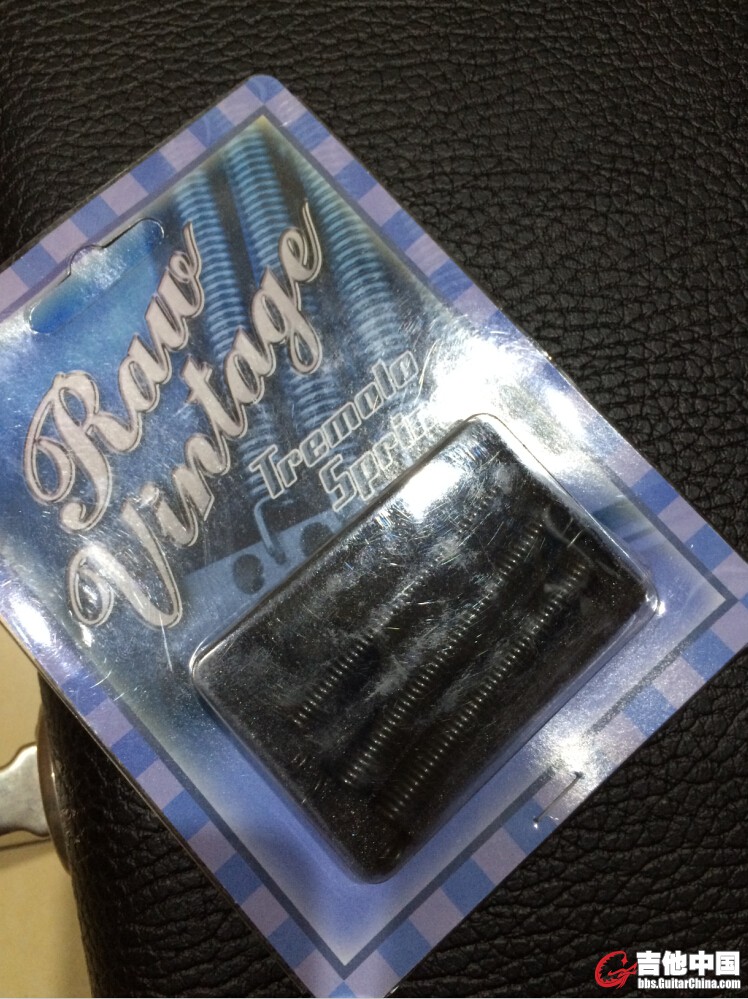 Raw
Vintage
Tremolo
吉他中国
bbs.GuitarChina.com